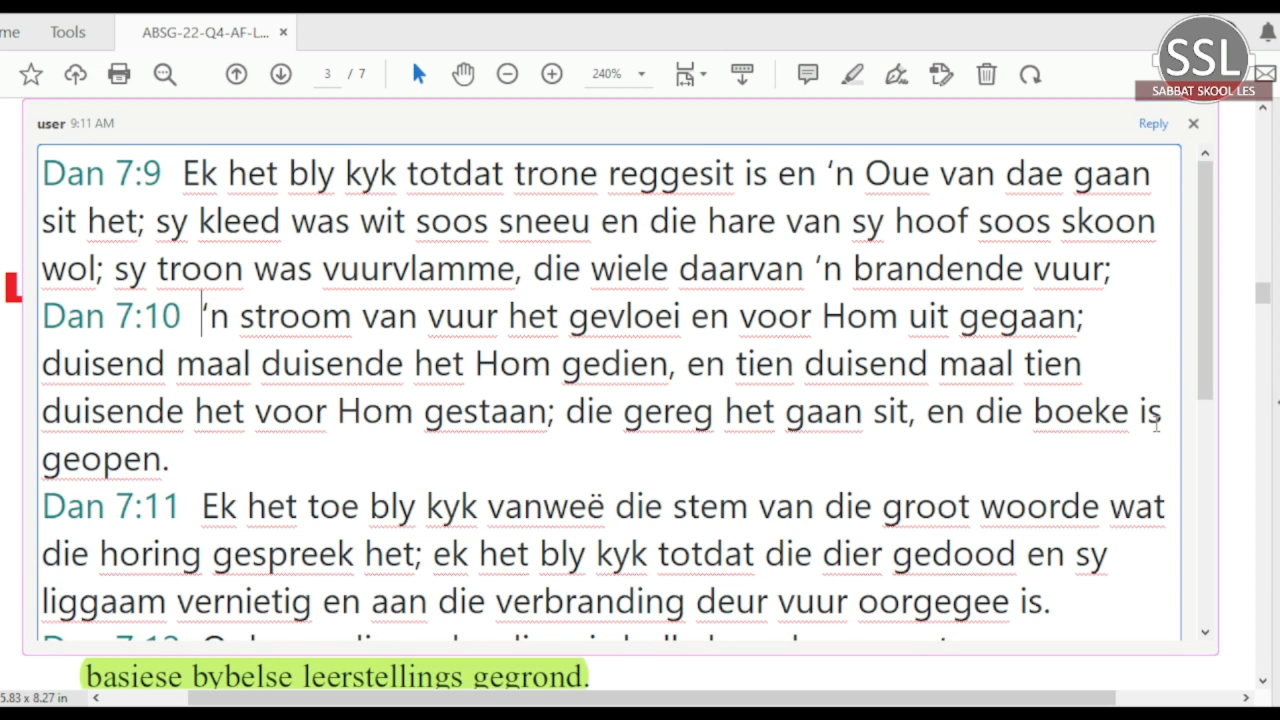 me Tools ABSG-22-Q4-AF-L... ×
SSL
SABBAT SKOOL LES
3 / 7 240%
user 9:11 AM Reply
Dan 7:9 Ek het bly kyk totdat trone reggesit is en ‘n Oue van dae gaan
sit het; sy kleed was wit soos sneeu en die hare van sy hoof soos skoon
wol; sy troon was vuurvlamme, die wiele daarvan ‘n brandende vuur;
Dan 7:10 ‘n stroom van vuur het gevloei en voor Hom uit gegaan;
duisend maal duisende het Hom gedien, en tien duisend maal tien
duisende het voor Hom gestaan; die gereg het gaan sit, en die boeke is
geopen.
Dan 7:11 Ek het toe bly kyk vanweë die stem van die groot woorde wat
die horing gespreek het; ek het bly kyk totdat die dier gedood en sy
liggaam vernietig en aan die verbranding deur vuur oorgegee is.
basiese bybelse leerstellings gegrond.
5.83 x 8.27 in